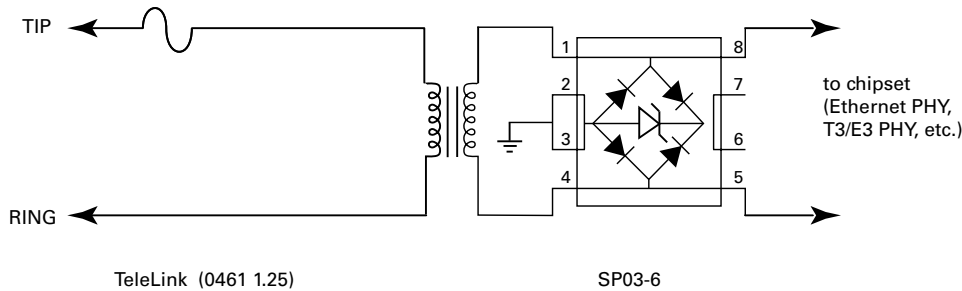 TIP
1
8
2
7
to chipset
(Ethernet PHY,
T3/E3 PHY, etc.)
3
6
4
5
RING
TeleLink (0461 1.25)
SP03-6